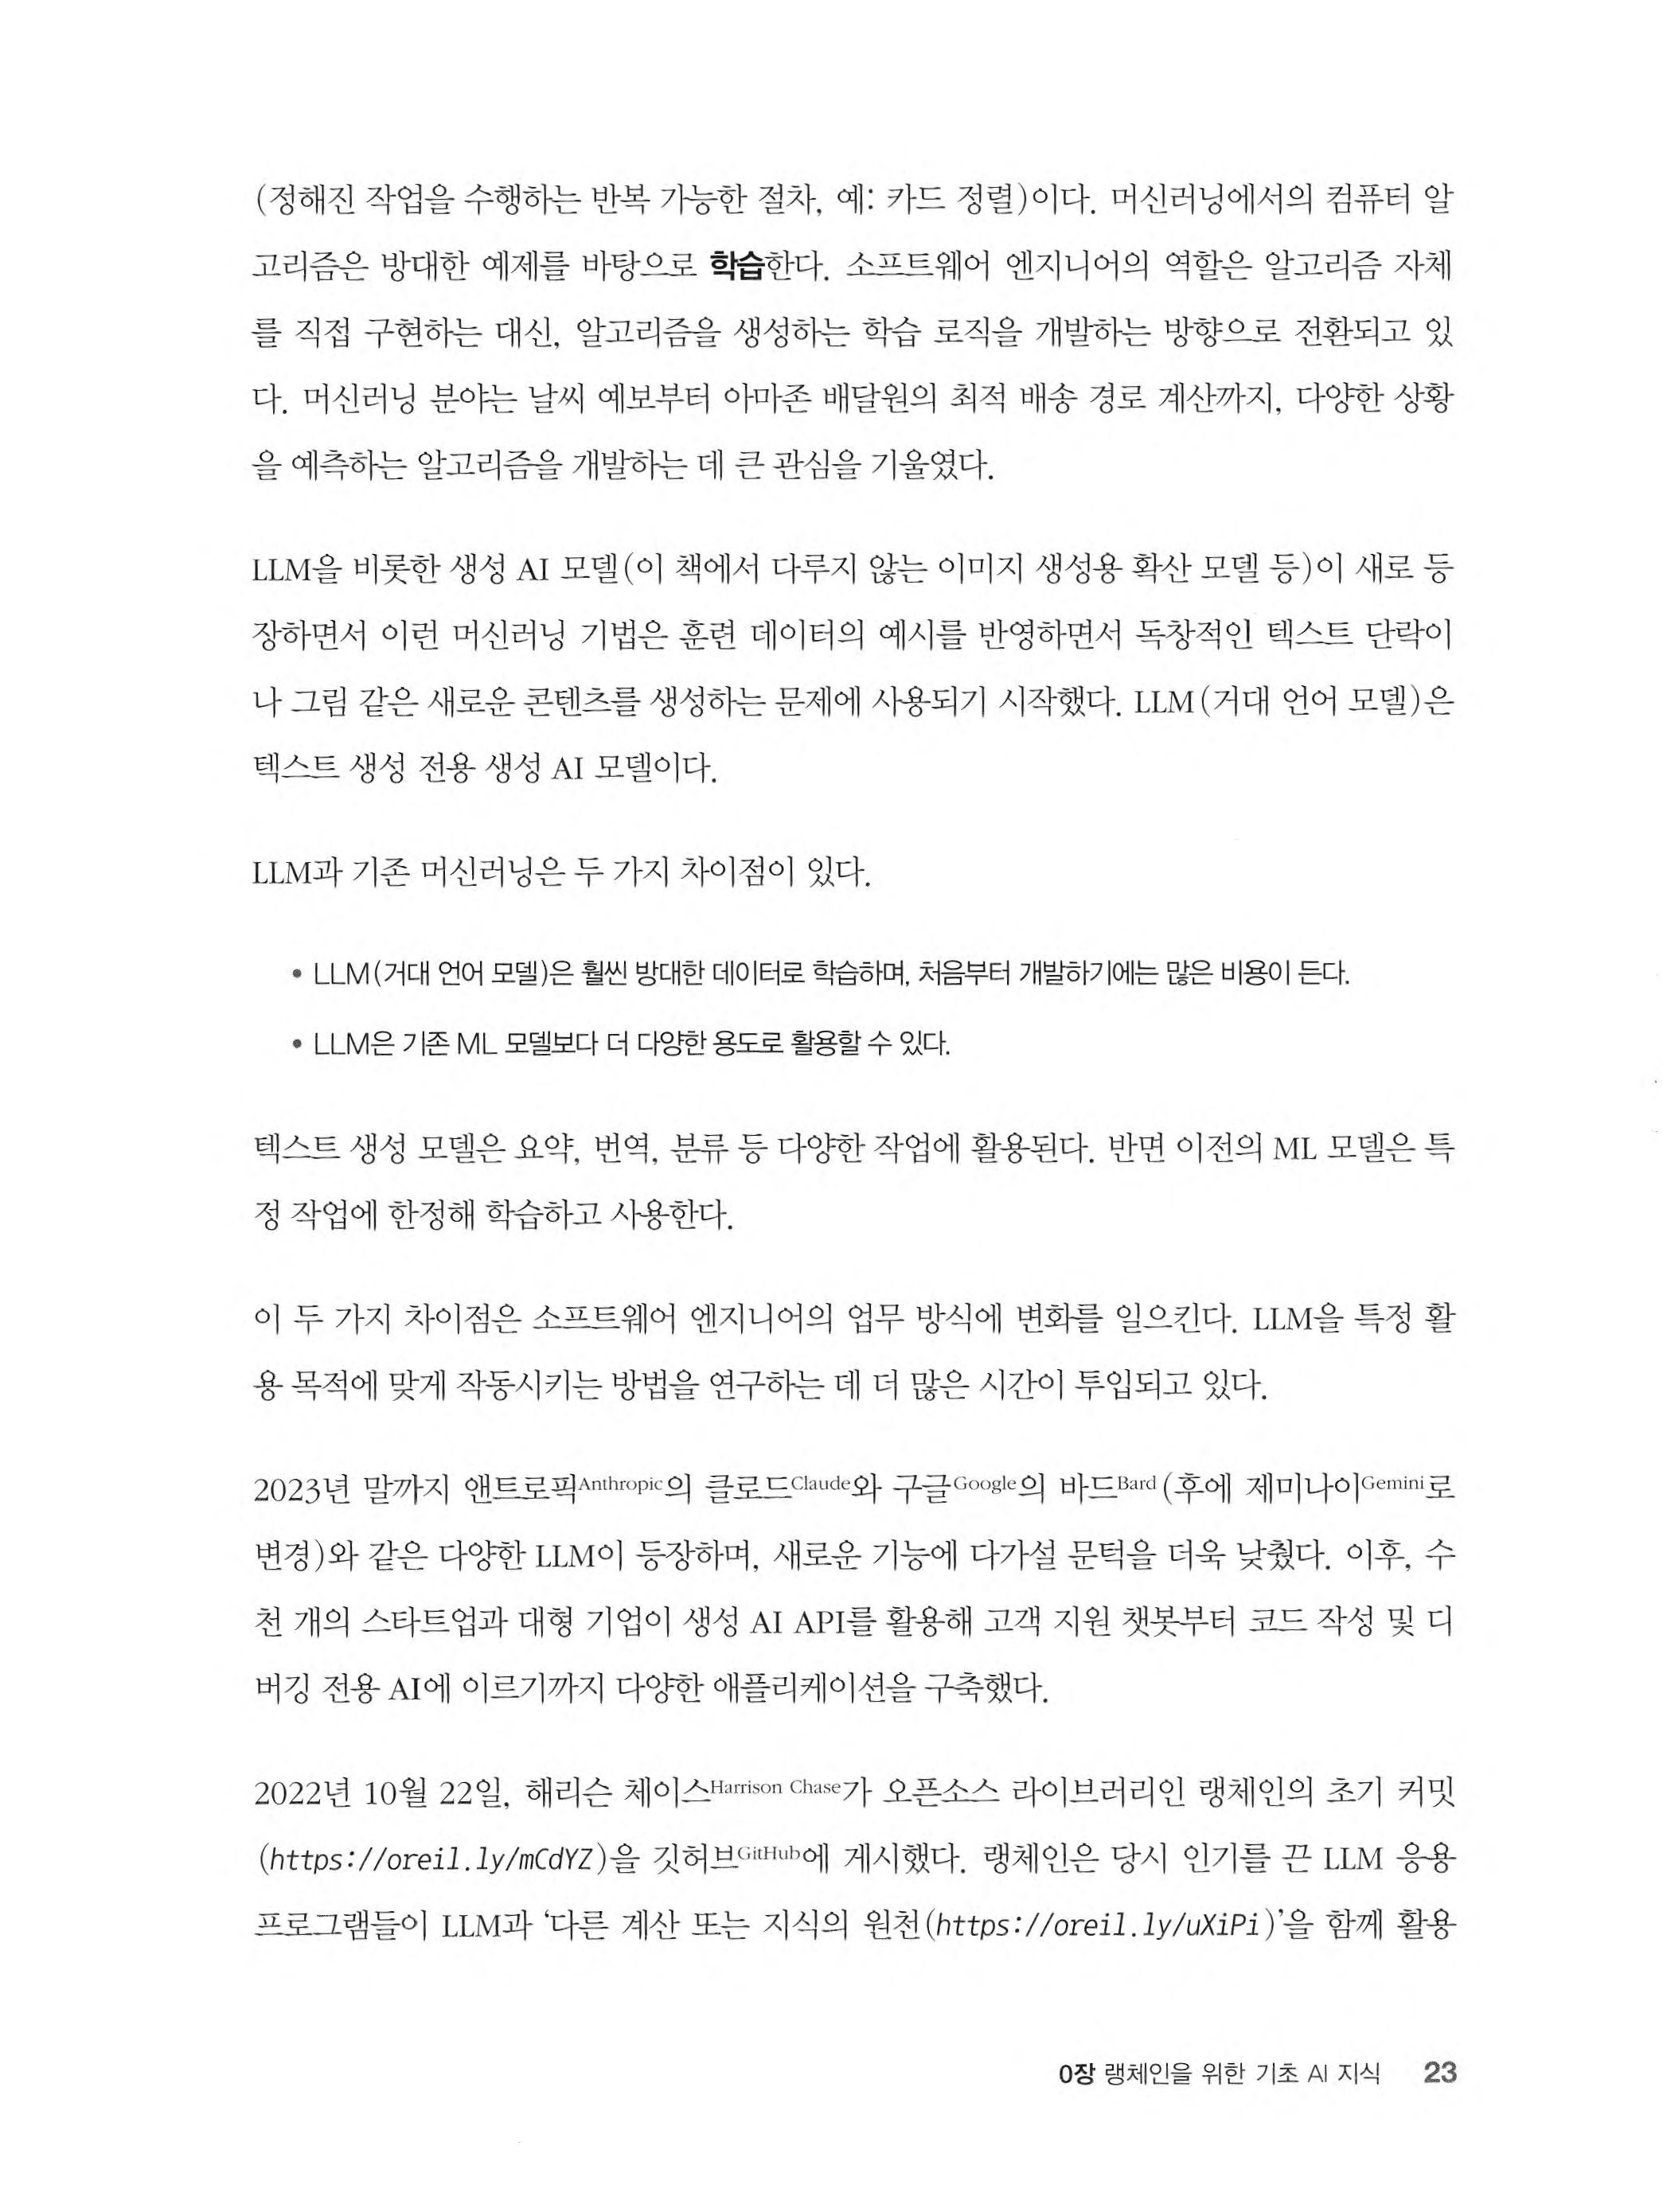 (정해진 작업을 수행하는 반복 가능한 절차, 예: 카드 정렬)이다. 머신러닝에서의 컴퓨터 알
고리즘은 방대한 예제를 바탕으로 학습한다. 소프트웨어 엔지니어의 역할은 알고리즘 자체
를 직접 구현하는 대신, 알고리즘을 생성하는 학습 로직을 개발하는 방향으로 전환되고 있
다. 머신러닝 분야는 날씨 예보부터 아마존 배달원의 최적 배송 경로 계산까지, 다양한 상황
을 예측하는 알고리즘을 개발하는 데 큰 관심을 기울였다.
LLM을 비롯한 생성 AI 모델(이 책에서 다루지 않는 이미지 생성용 확산 모델 등)이 새로 등
장하면서 이런 머신러닝 기법은 훈련 데이터의 예시를 반영하면서 독창적인 텍스트 단락이
나 그림 같은 새로운 콘텐츠를 생성하는 문제에 사용되기 시작했다. LLM(거대 언어 모델)은
텍스트 생성 전용 생성 AI 모델이다.
LLM과 기존 머신러닝은 두 가지 차이점이 있다.
• LLM(거대 언어 모델)은 훨씬 방대한 데이터로 학습하며, 처음부터 개발하기에는 많은 비용이 든다.
• LLM은 기존 ML 모델보다 더 다양한 용도로 활용할 수 있다.
텍스트 생성 모델은 요약, 번역, 분류 등 다양한 작업에 활용된다. 반면 이전의 ML 모델은 특
정 작업에 한정해 학습하고 사용한다.
이 두 가지 차이점은 소프트웨어 엔지니어의 업무 방식에 변화를 일으킨다. LLM을 특정 활
용 목적에 맞게 작동시키는 방법을 연구하는 데 더 많은 시간이 투입되고 있다.
2023년 말까지 앤트로픽Anthropic의 클로드Claude와 구글Google의 바드Bard(후에 제미나이Gemini로
변경)와 같은 다양한 LLM이 등장하며, 새로운 기능에 다가설 문턱을 더욱 낮췄다. 이후, 수
천 개의 스타트업과 대형 기업이 생성 AI API를 활용해 고객 지원 챗봇부터 코드 작성 및 디
버깅 전용 AI에 이르기까지 다양한 애플리케이션을 구축했다.
2022년 10월 22일, 해리슨 체이스Harrison Chase가 오픈소스 라이브러리인 랭체인의 초기 커밋
(https://oreil.ly/mCdYZ)을 깃허브GitHub에 게시했다. 랭체인은 당시 인기를 끈 LLM 응용
프로그램들이 LLM과 ‘다른 계산 또는 지식의 원천(https://oreil.ly/uXiPi)’을 함께 활용
0장 랭체인을 위한 기초 AI 지식 23